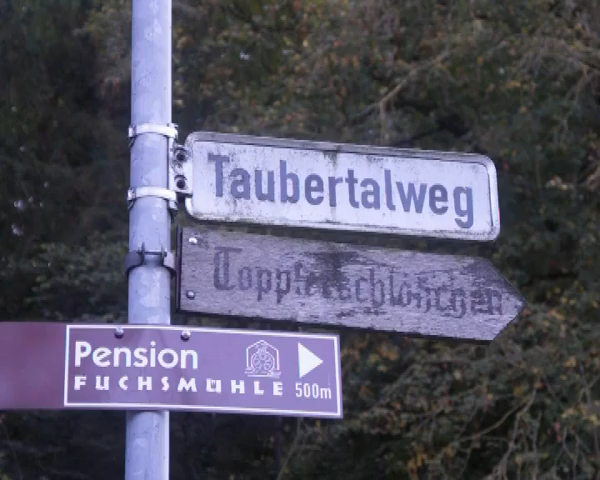 Taubertalweg
Topplerschlößchen
Pension
FUCHSMÜHLE 500m